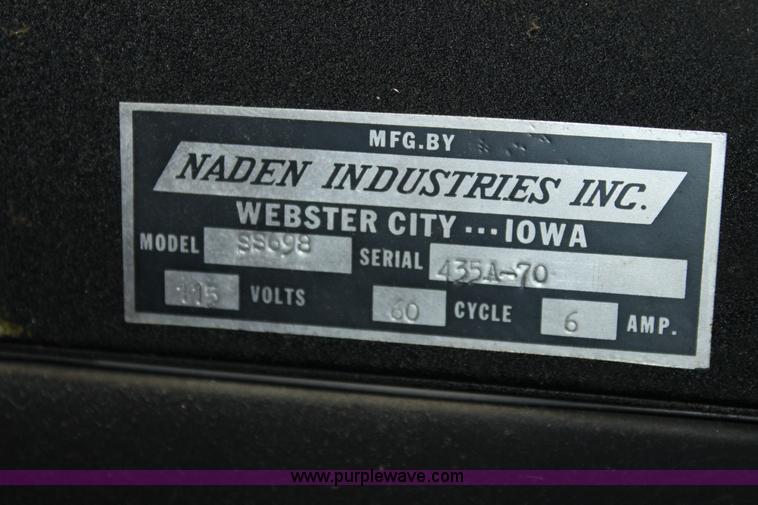 MFG.BY
NADEN INDUSTRIES INC.
WEBSTER CITY ... IOWA
MODEL SS698 SERIAL 435A-70
115 VOLTS 60 CYCLE 6 AMP.
www.purplewave.com